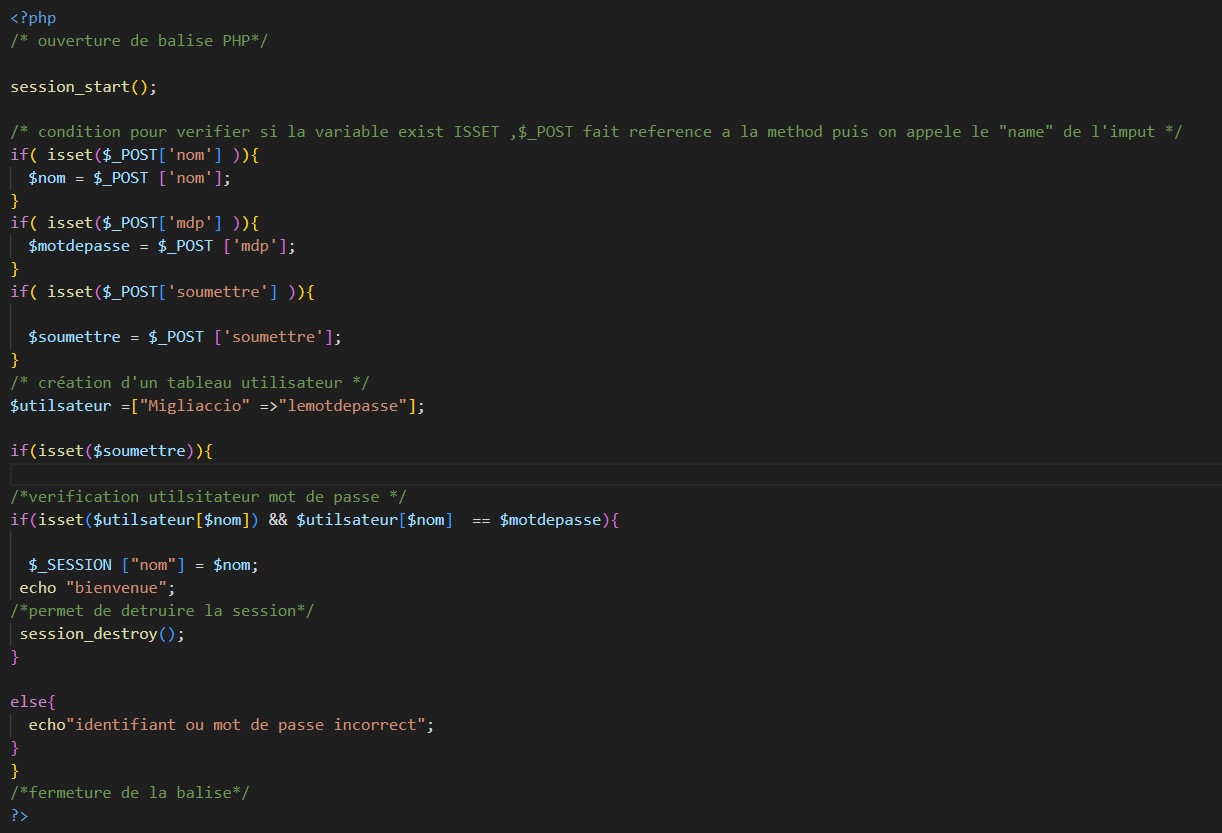 <?php
/* ouverture de balise PHP*/
session_start();
/* condition pour verifier si la variable exist ISSET ,$_POST fait reference a la method puis on appele le "name" de l'imput */
if( isset($_POST['nom'] )){
$nom = $_POST ['nom'];
}
if( isset($_POST['mdp'] )){
$motdepasse = $_POST ['mdp'];
}
if( isset($_POST['soumettre'] )){
$soumettre = $_POST ['soumettre'];
}
/* création d'un tableau utilisateur */
$utilsateur =["Migliaccio" =>"lemotdepasse"];
if(isset($soumettre)){
/*verification utilsitateur mot de passe */
if(isset($utilsateur[$nom]) && $utilsateur[$nom]  == $motdepasse){
$_SESSION ["nom"] = $nom;
echo "bienvenue";
/*permet de detruire la session*/
session_destroy();
}
else{
echo"identifiant ou mot de passe incorrect";
}
}
/*fermeture de la balise*/
?>